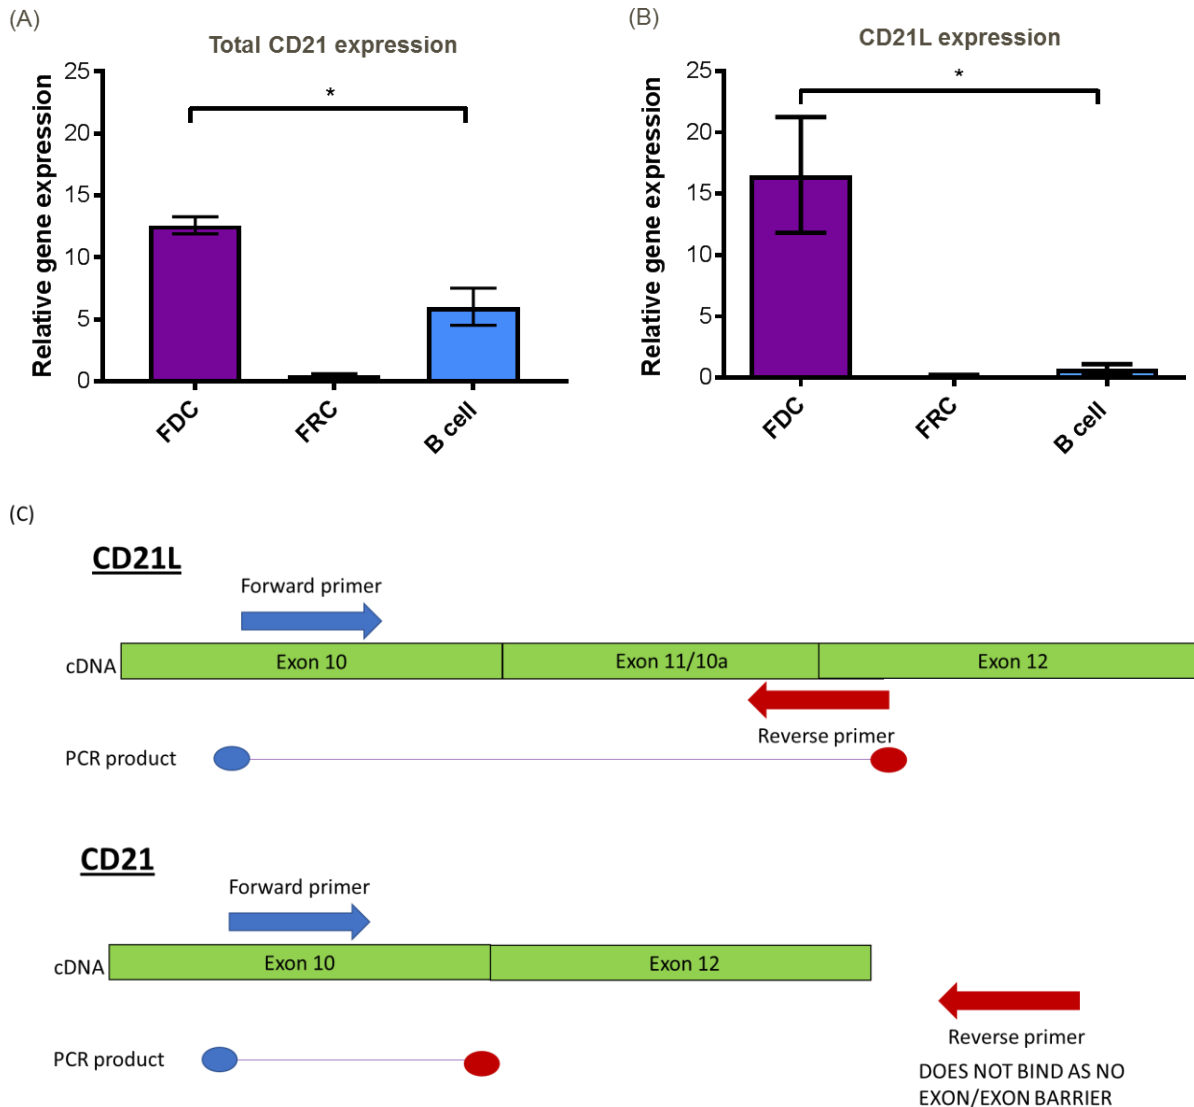 (A)
Total CD21 expression
Relative gene expression
25
20
15
10
5
0
*
FDC
FRC
B cell
(B)
CD21L expression
Relative gene expression
25
20
15
10
5
0
*
FDC
FRC
B cell
(C)
CD21L
Forward primer
cDNA
Exon 10
Exon 11/10a
Exon 12
Reverse primer
PCR product
CD21
Forward primer
cDNA
Exon 10
Exon 12
Reverse primer
PCR product
DOES NOT BIND AS NO
EXON/EXON BARRIER